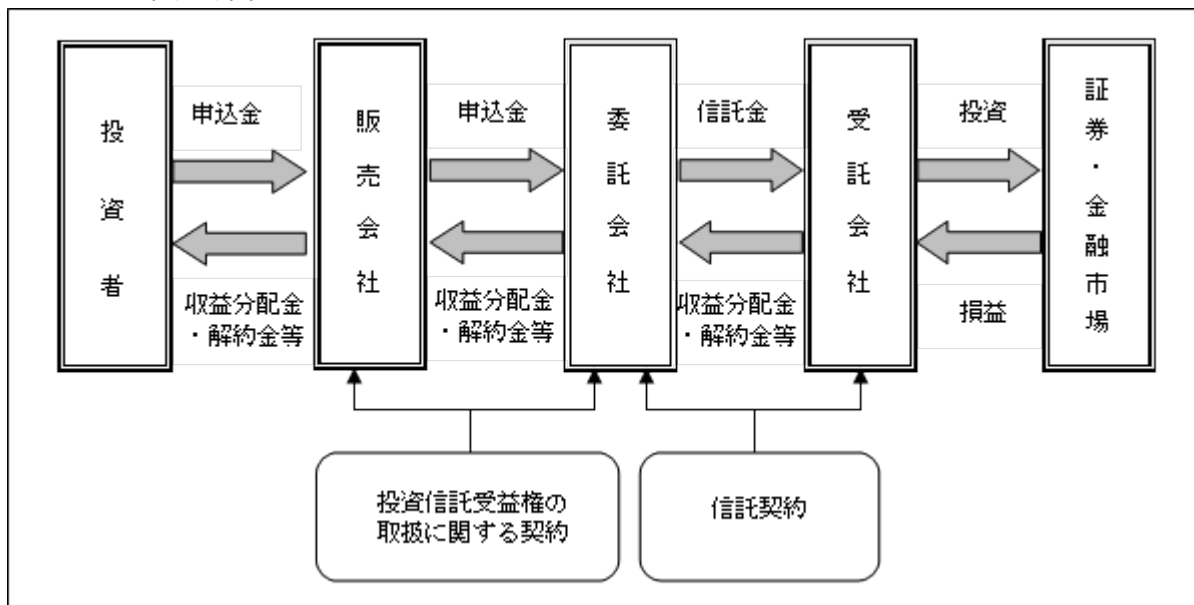 投資者
申込金
収益分配金
・解約金等
販売会社
申込金
収益分配金
・解約金等
委託会社
信託金
収益分配金
・解約金等
受託会社
投資
損益
証券・金融市場
投資信託受益権の
取扱に関する契約
信託契約